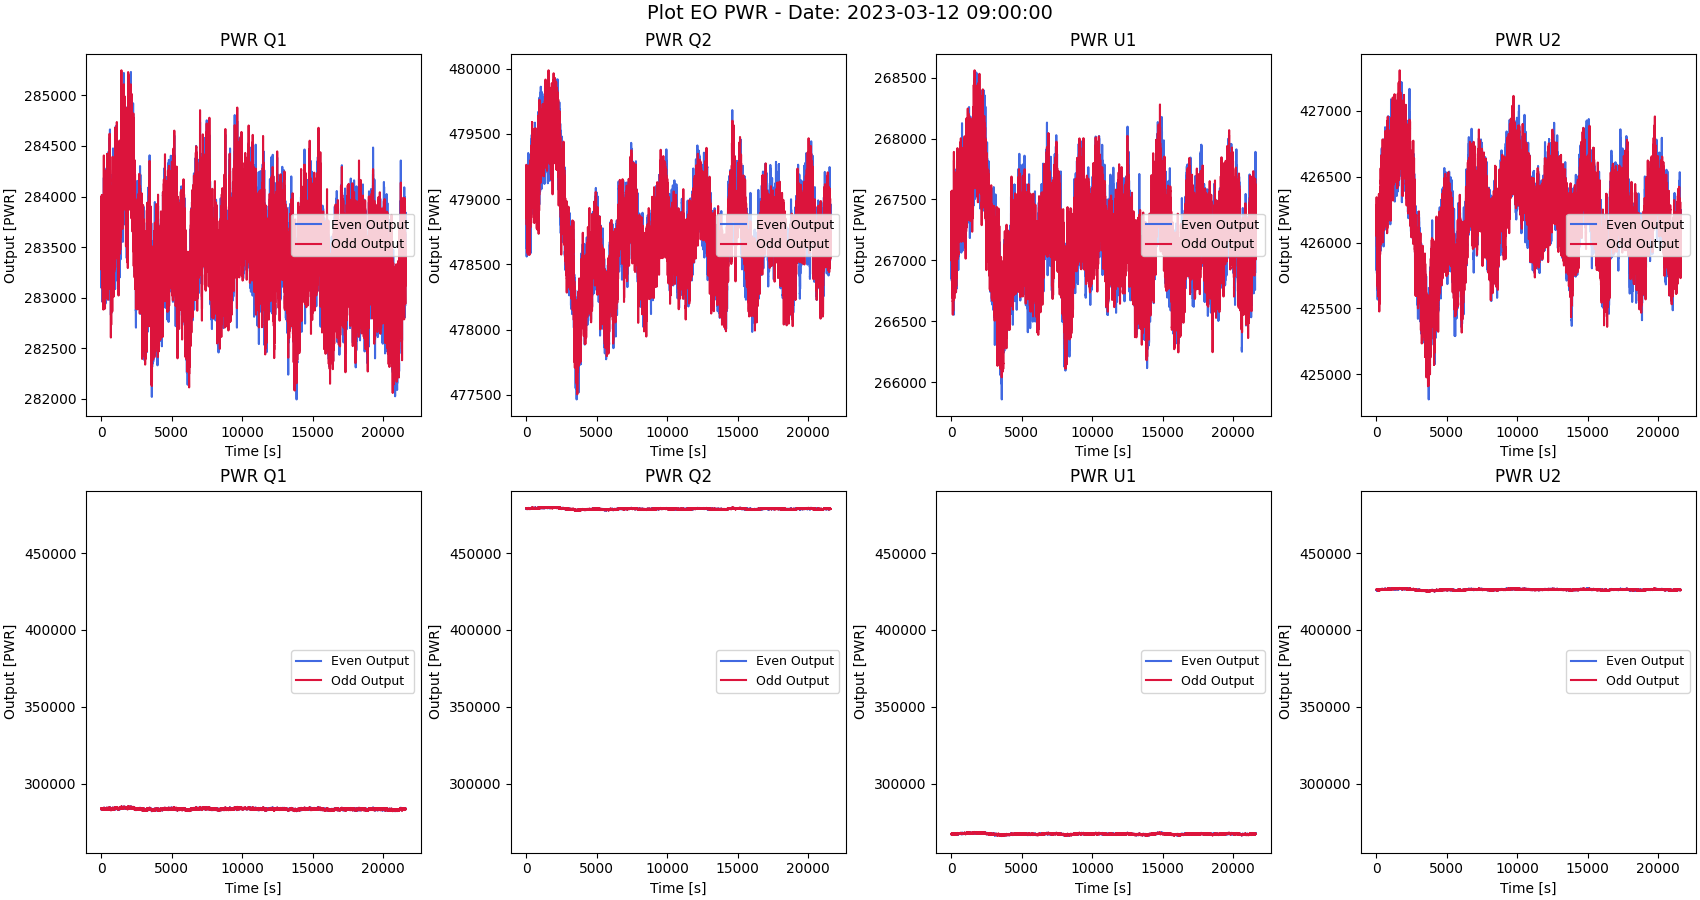 Plot EO PWR - Date: 2023-03-12 09:00:00
PWR Q1
Output [PWR]
285000
284500
284000
283500
283000
282500
282000
Even Output
Odd Output
0 5000 10000 15000 20000
Time [s]
PWR Q2
Output [PWR]
480000
479500
479000
478500
478000
477500
Even Output
Odd Output
0 5000 10000 15000 20000
Time [s]
PWR U1
Output [PWR]
268500
268000
267500
267000
266500
266000
Even Output
Odd Output
0 5000 10000 15000 20000
Time [s]
PWR U2
Output [PWR]
427000
426500
426000
425500
425000
Even Output
Odd Output
0 5000 10000 15000 20000
Time [s]
PWR Q1
Output [PWR]
450000
400000
350000
300000
Even Output
Odd Output
0 5000 10000 15000 20000
Time [s]
PWR Q2
Output [PWR]
450000
400000
350000
300000
Even Output
Odd Output
0 5000 10000 15000 20000
Time [s]
PWR U1
Output [PWR]
450000
400000
350000
300000
Even Output
Odd Output
0 5000 10000 15000 20000
Time [s]
PWR U2
Output [PWR]
450000
400000
350000
300000
Even Output
Odd Output
0 5000 10000 15000 20000
Time [s]